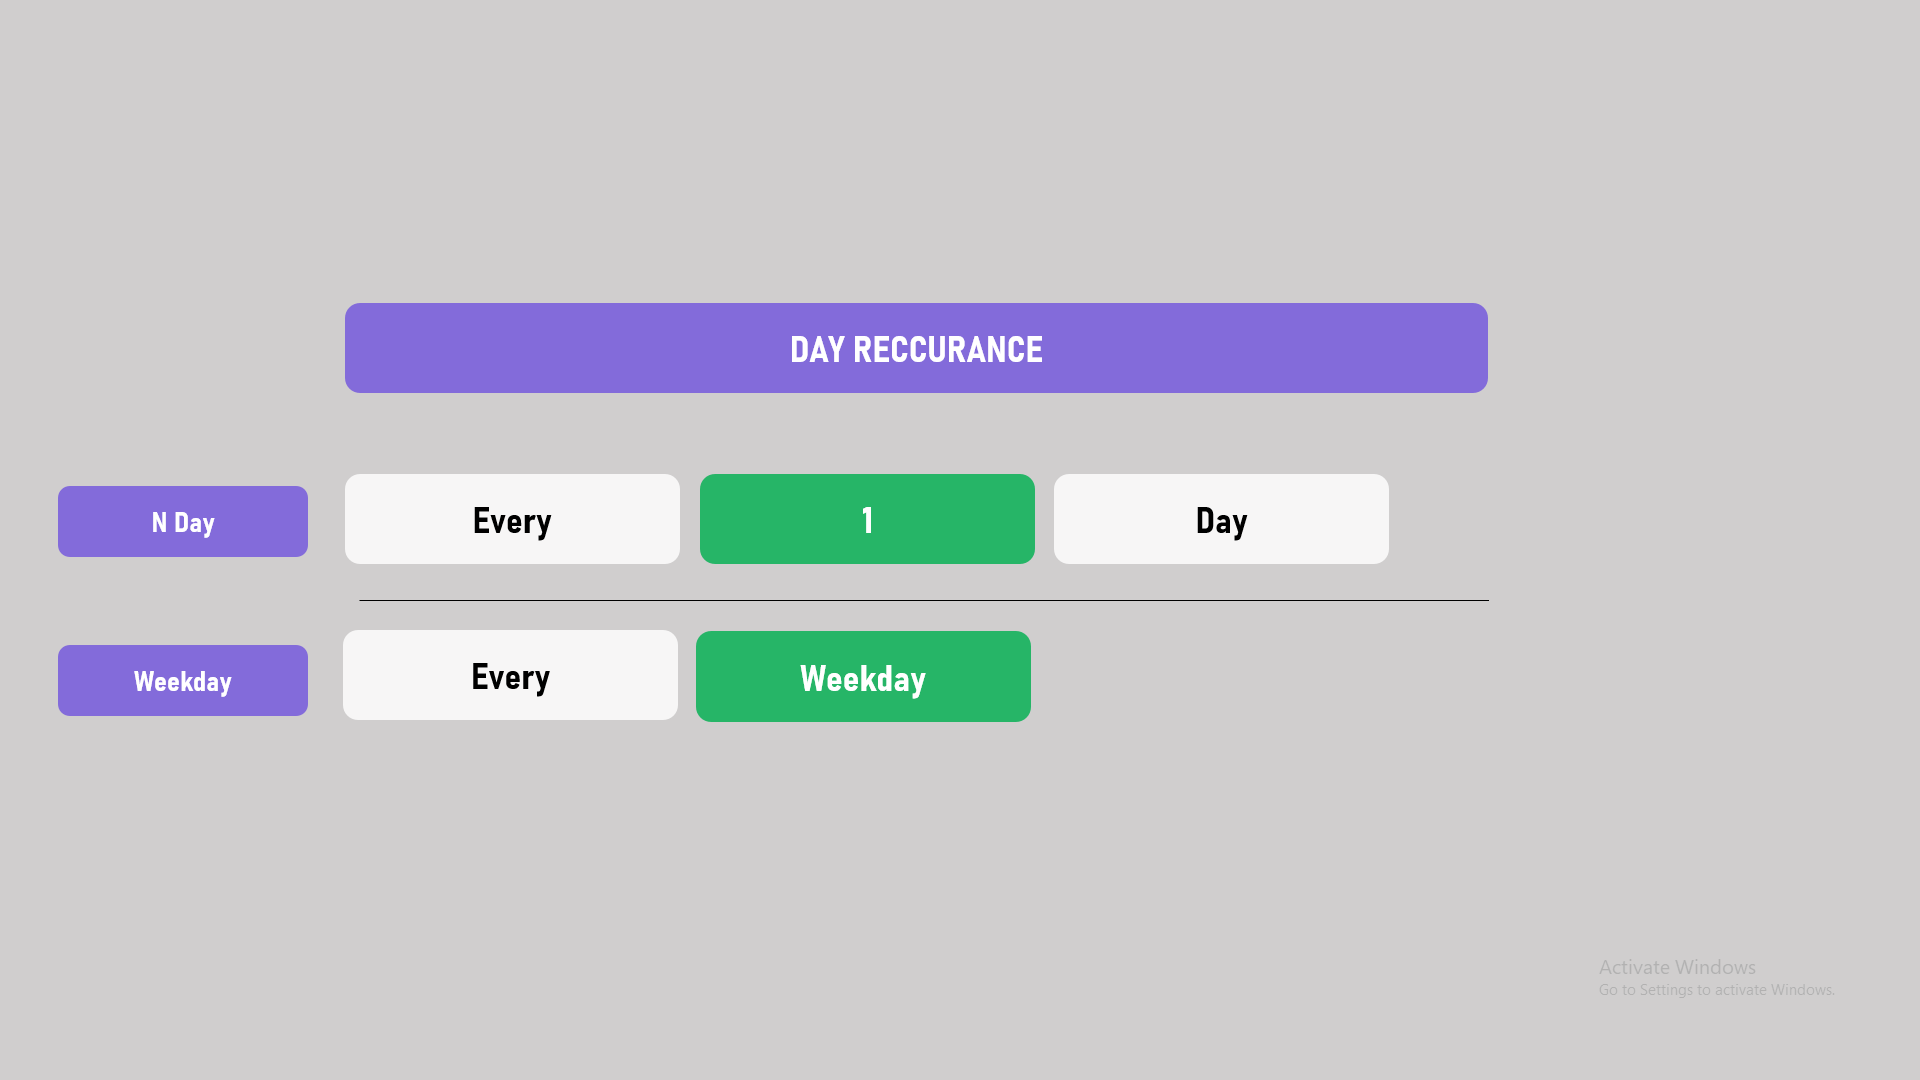 DAY RECCURANCE
N Day
Every
1
Day
Weekday
Every
Weekday
Activate Windows
Go to Settings to activate Windows.